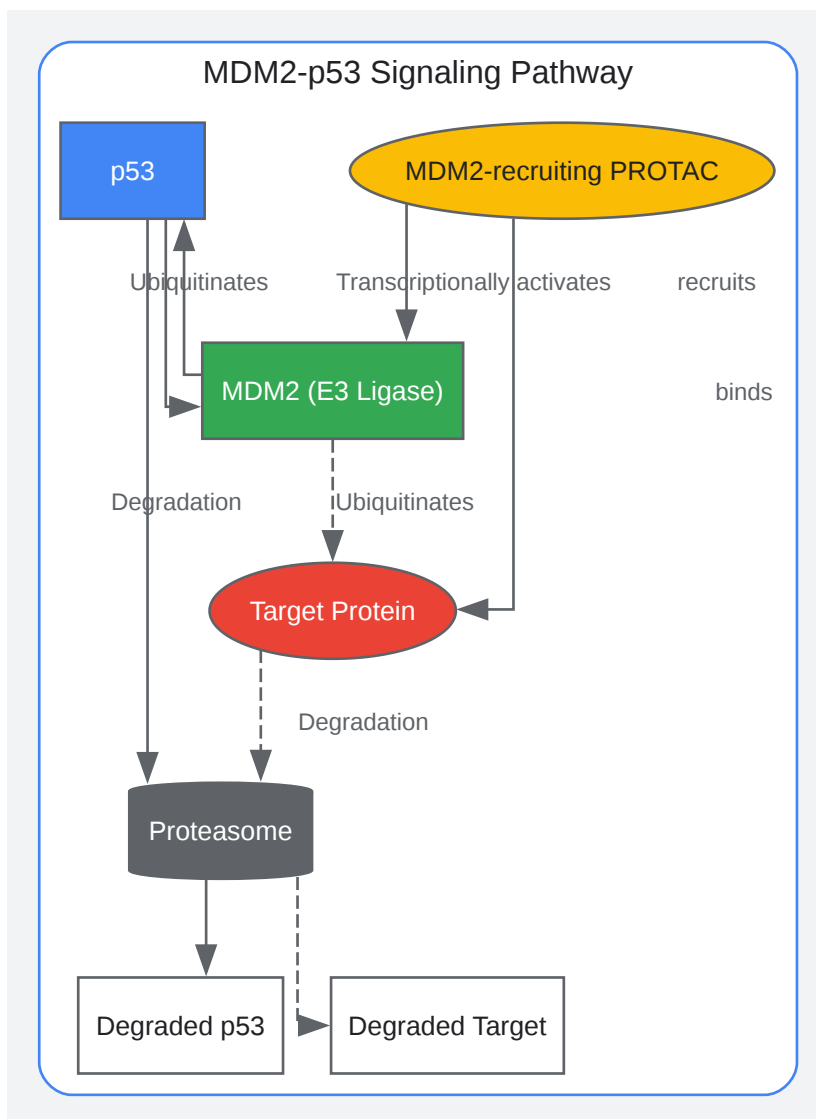 MDM2-p53 Signaling Pathway
p53
MDM2-recruiting PROTAC
Ubiquitinates
Transcriptionally activates
recruits
MDM2 (E3 Ligase)
binds
Degradation
Ubiquitinates
Target Protein
Degradation
Proteasome
Degraded p53
Degraded Target